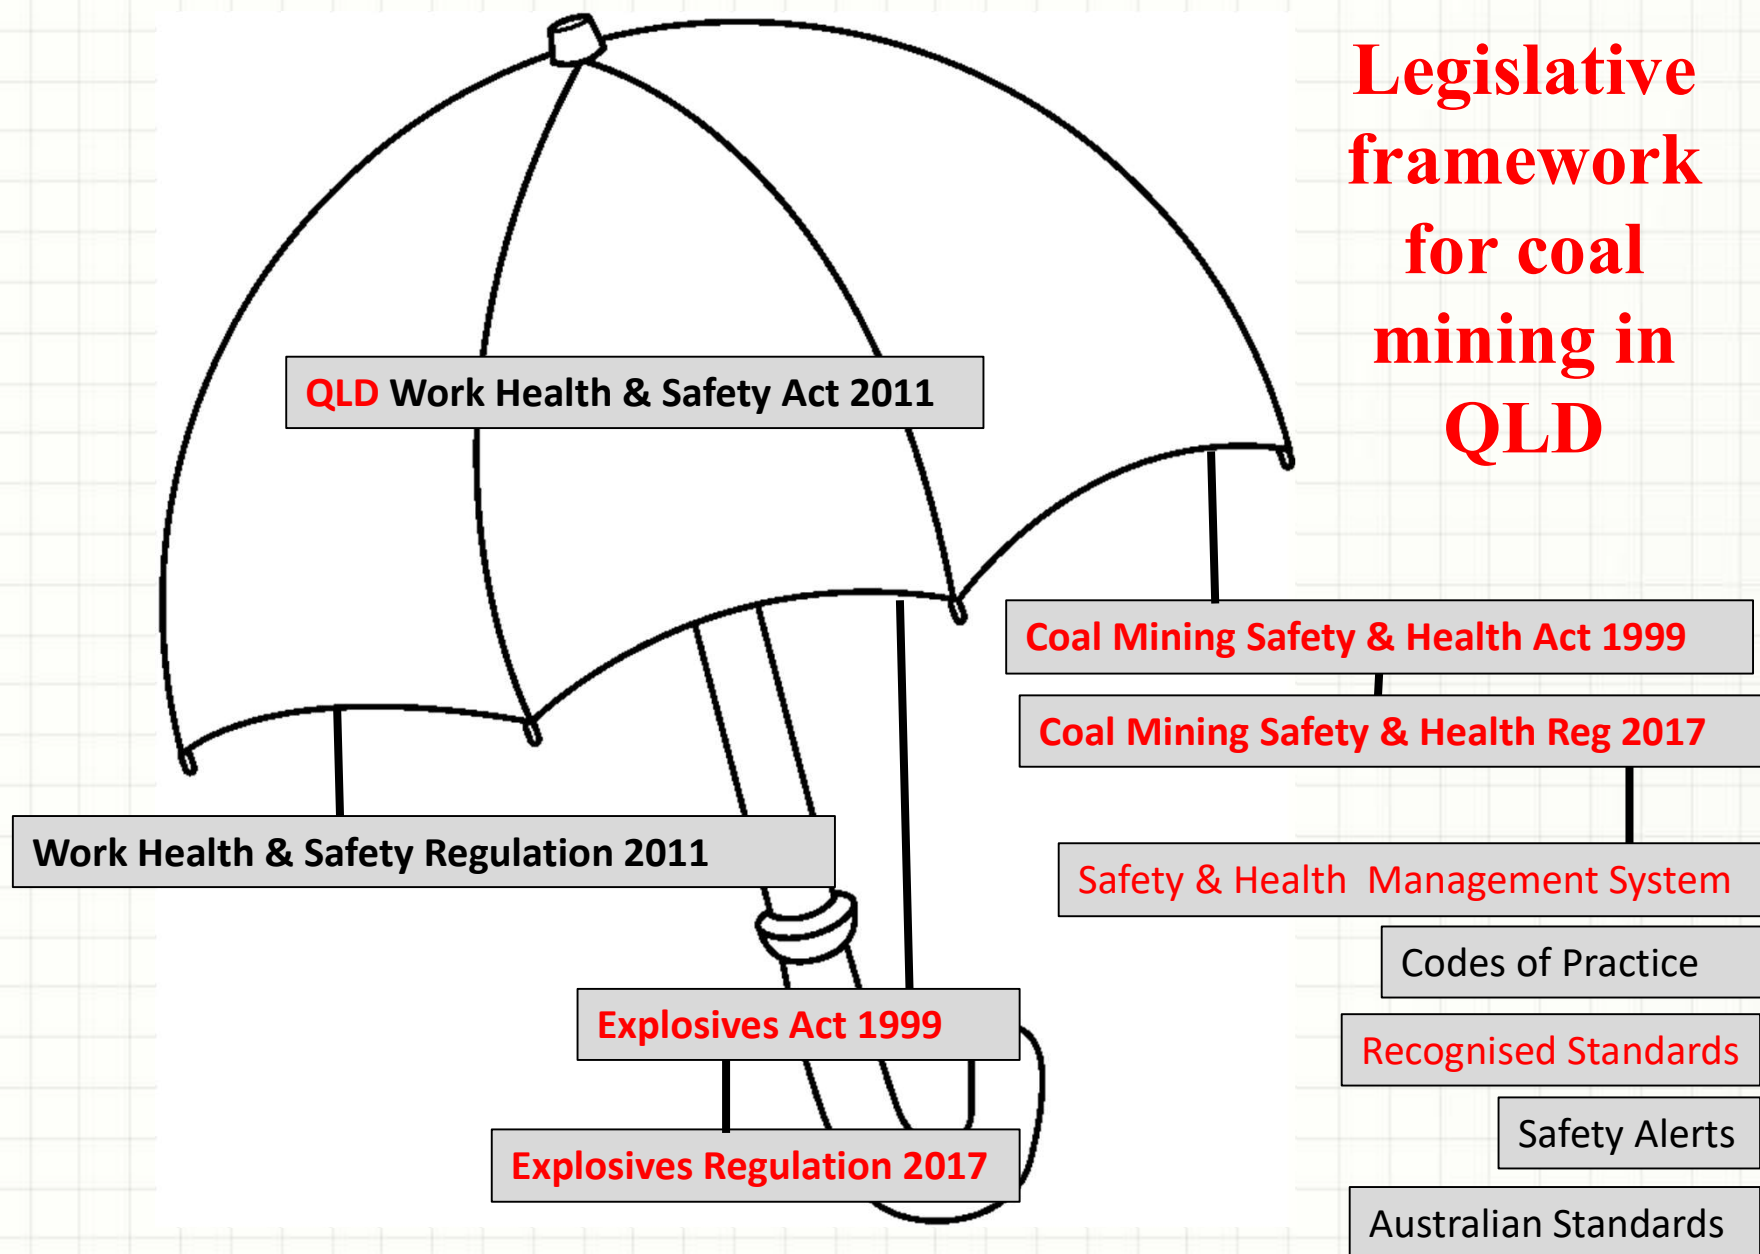 Legislative
framework
for coal
mining in
QLD
QLD Work Health & Safety Act 2011
Coal Mining Safety & Health Act 1999
Coal Mining Safety & Health Reg 2017
Work Health & Safety Regulation 2011
Safety & Health Management System
Codes of Practice
Explosives Act 1999
Recognised Standards
Safety Alerts
Explosives Regulation 2017
Australian Standards